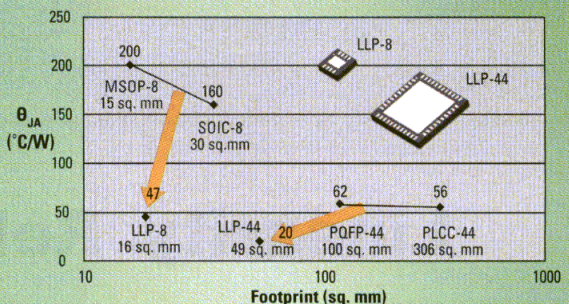 250
200
150
100
50
0
θJA
(°C/W)
200
MSOP-8
15 sq. mm
160
SOIC-8
30 sq.mm
LLP-8
LLP-44
47
LLP-8
16 sq. mm
LLP-44
49 sq. mm
20
62
PQFP-44
100 sq. mm
56
PLCC-44
306 sq. mm
10
100
1000
Footprint (sq. mm)